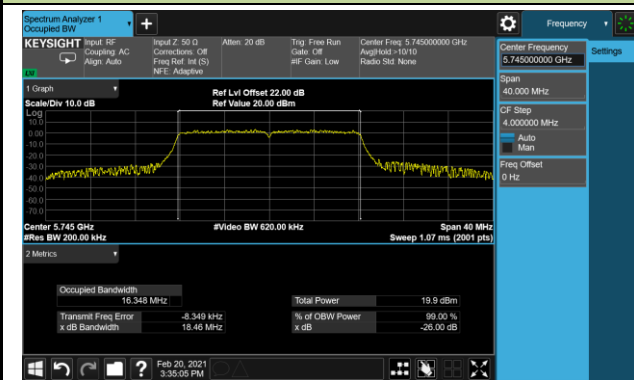 Spectrum Analyzer 1
Occupied BW
+
Frequency
KEYSIGHT
Input: RF
Coupling: AC
Align: Auto
Input Z: 50 Ω
Corrections: Off
Freq Ref: Int (S)
NFE: Adaptive
Atten: 20 dB
Trig: Free Run
Gate: Off
#IF Gain: Low
Center Freq: 5.745000000 GHz
Avg|Hold:>10/10
Radio Std: None
Center Frequency
5.745000000 GHz
Settings
Span
40.000 MHz
CF Step
4.000000 MHz
Auto
Man
Freq Offset
0 Hz
1 Graph
Scale/Div 10.0 dB
Ref Lvl Offset 22.00 dB
Ref Value 20.00 dBm
Log
10.0
0.00
-10.0
-20.0
-30.0
-40.0
-50.0
-60.0
-70.0
Center 5.745 GHz
#Res BW 200.00 kHz
#Video BW 620.00 kHz
Span 40 MHz
Sweep 1.07 ms (2001 pts)
2 Metrics
Occupied Bandwidth
16.348 MHz
Total Power 19.9 dBm
Transmit Freq Error -8.349 kHz
% of OBW Power 99.00 %
x dB Bandwidth 18.46 MHz
x dB -26.00 dB
?
Feb 20, 2021
3:35:05 PM